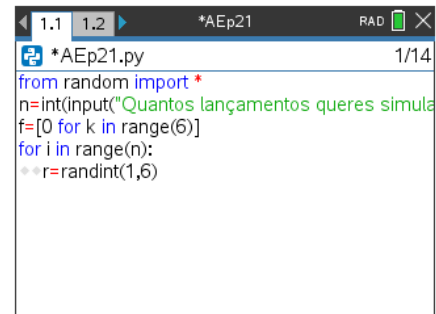 1.1 1.2 *AEp21 RAD
*AEp21.py 1/14
from random import *
n=int(input("Quantos lançamentos queres simula
f=[0 for k in range(6)]
for i in range(n):
r=randint(1,6)